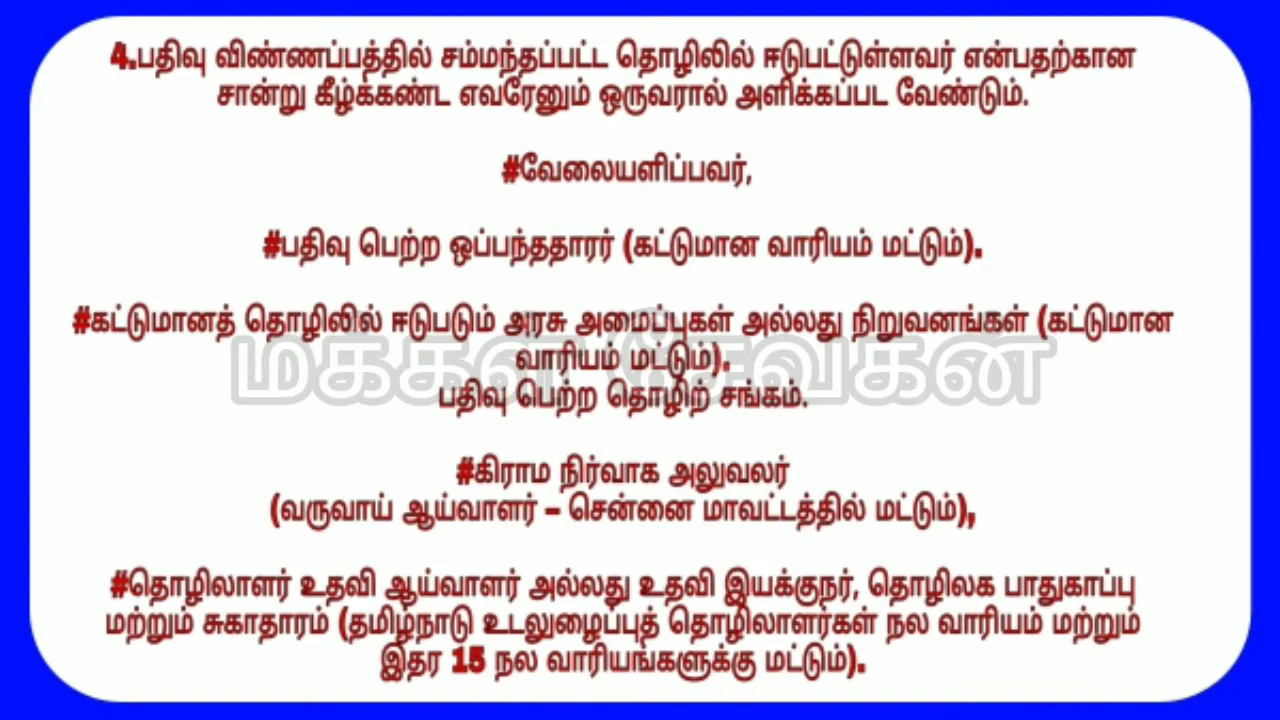 4.பதிவு விண்ணப்பத்தில் சம்மந்தப்பட்ட தொழிலில் ஈடுபட்டுள்ளவர் என்பதற்கான
சான்று கீழ்க்கண்ட எவரேனும் ஒருவரால் அளிக்கப்பட வேண்டும்.
#வேலையளிப்பவர்,
#பதிவு பெற்ற ஒப்பந்ததாரர் (கட்டுமான வாரியம் மட்டும்).
#கட்டுமானத் தொழிலில் ஈடுபடும் அரசு அமைப்புகள் அல்லது நிறுவனங்கள் (கட்டுமான
வாரியம் மட்டும்).
மக்கள் சேவகன்
பதிவு பெற்ற தொழிற் சங்கம்.
#கிராம நிர்வாக அலுவலர்
(வருவாய் ஆய்வாளர் – சென்னை மாவட்டத்தில் மட்டும்),
#தொழிலாளர் உதவி ஆய்வாளர் அல்லது உதவி இயக்குநர், தொழிலக பாதுகாப்பு
மற்றும் சுகாதாரம் (தமிழ்நாடு உடலுழைப்புத் தொழிலாளர்கள் நல வாரியம் மற்றும்
இதர 15 நல வாரியங்களுக்கு மட்டும்).